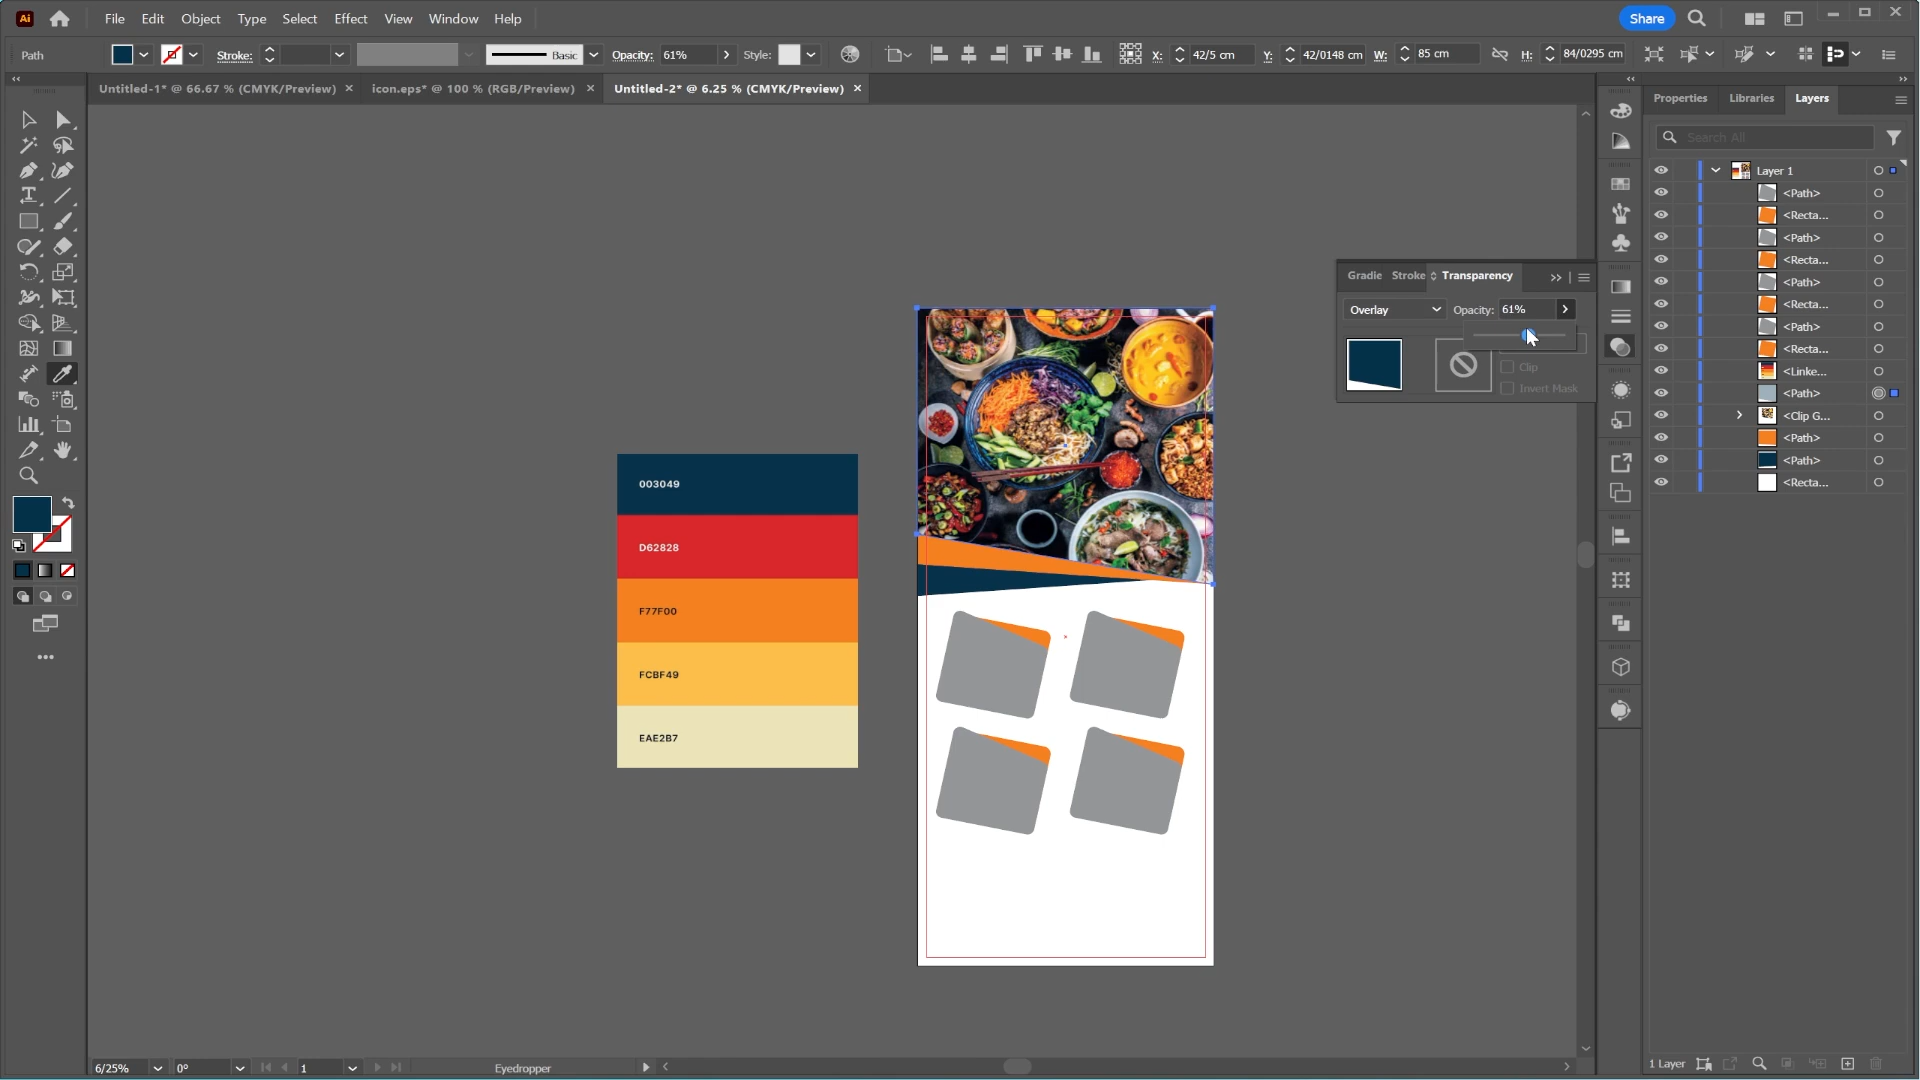 Ai File Edit Object Type Select Effect View Window Help Share
Path Stroke: Basic Opacity: 61% Style: X: 42/5 cm Y: 42/0148 cm W: 85 cm H: 84/0295 cm
Untitled-1* @ 66.67 % (CMYK/Preview) × icon.eps* @ 100 % (RGB/Preview) × Untitled-2* @ 6.25 % (CMYK/Preview) ×
Properties Libraries Layers
Search All
Layer 1
<Path>
<Recta...
<Path>
<Recta...
<Path>
<Recta...
<Path>
<Recta...
<Linke...
<Path>
<Clip G...
<Path>
<Path>
<Recta...
Gradie Stroke Transparency
Overlay Opacity: 61%
Clip
Invert Mask
003049
D62828
F77F00
FCBF49
EAE2B7
6/25% 0° 1 Eyedropper
1 Layer